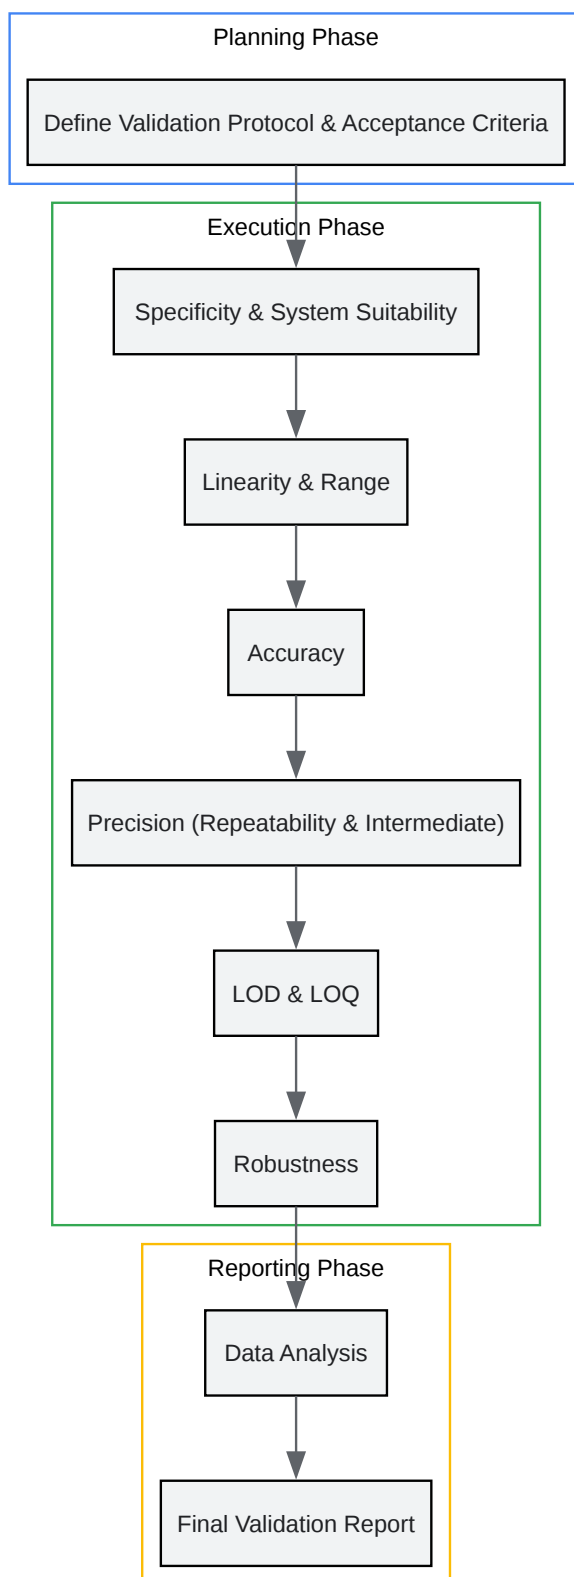 Planning Phase
Define Validation Protocol & Acceptance Criteria
Execution Phase
Specificity & System Suitability
Linearity & Range
Accuracy
Precision (Repeatability & Intermediate)
LOD & LOQ
Robustness
Reporting Phase
Data Analysis
Final Validation Report